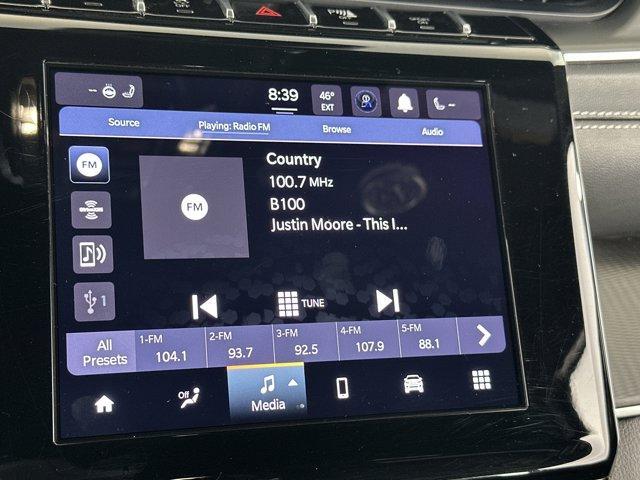 8:39
46°
EXT
Source
Playing: Radio FM
Browse
Audio
FM
FM
Country
100.7 MHz
B100
Justin Moore - This I...
1
TUNE
All
Presets
1-FM
104.1
2-FM
93.7
3-FM
92.5
4-FM
107.9
5-FM
88.1
Off
Media